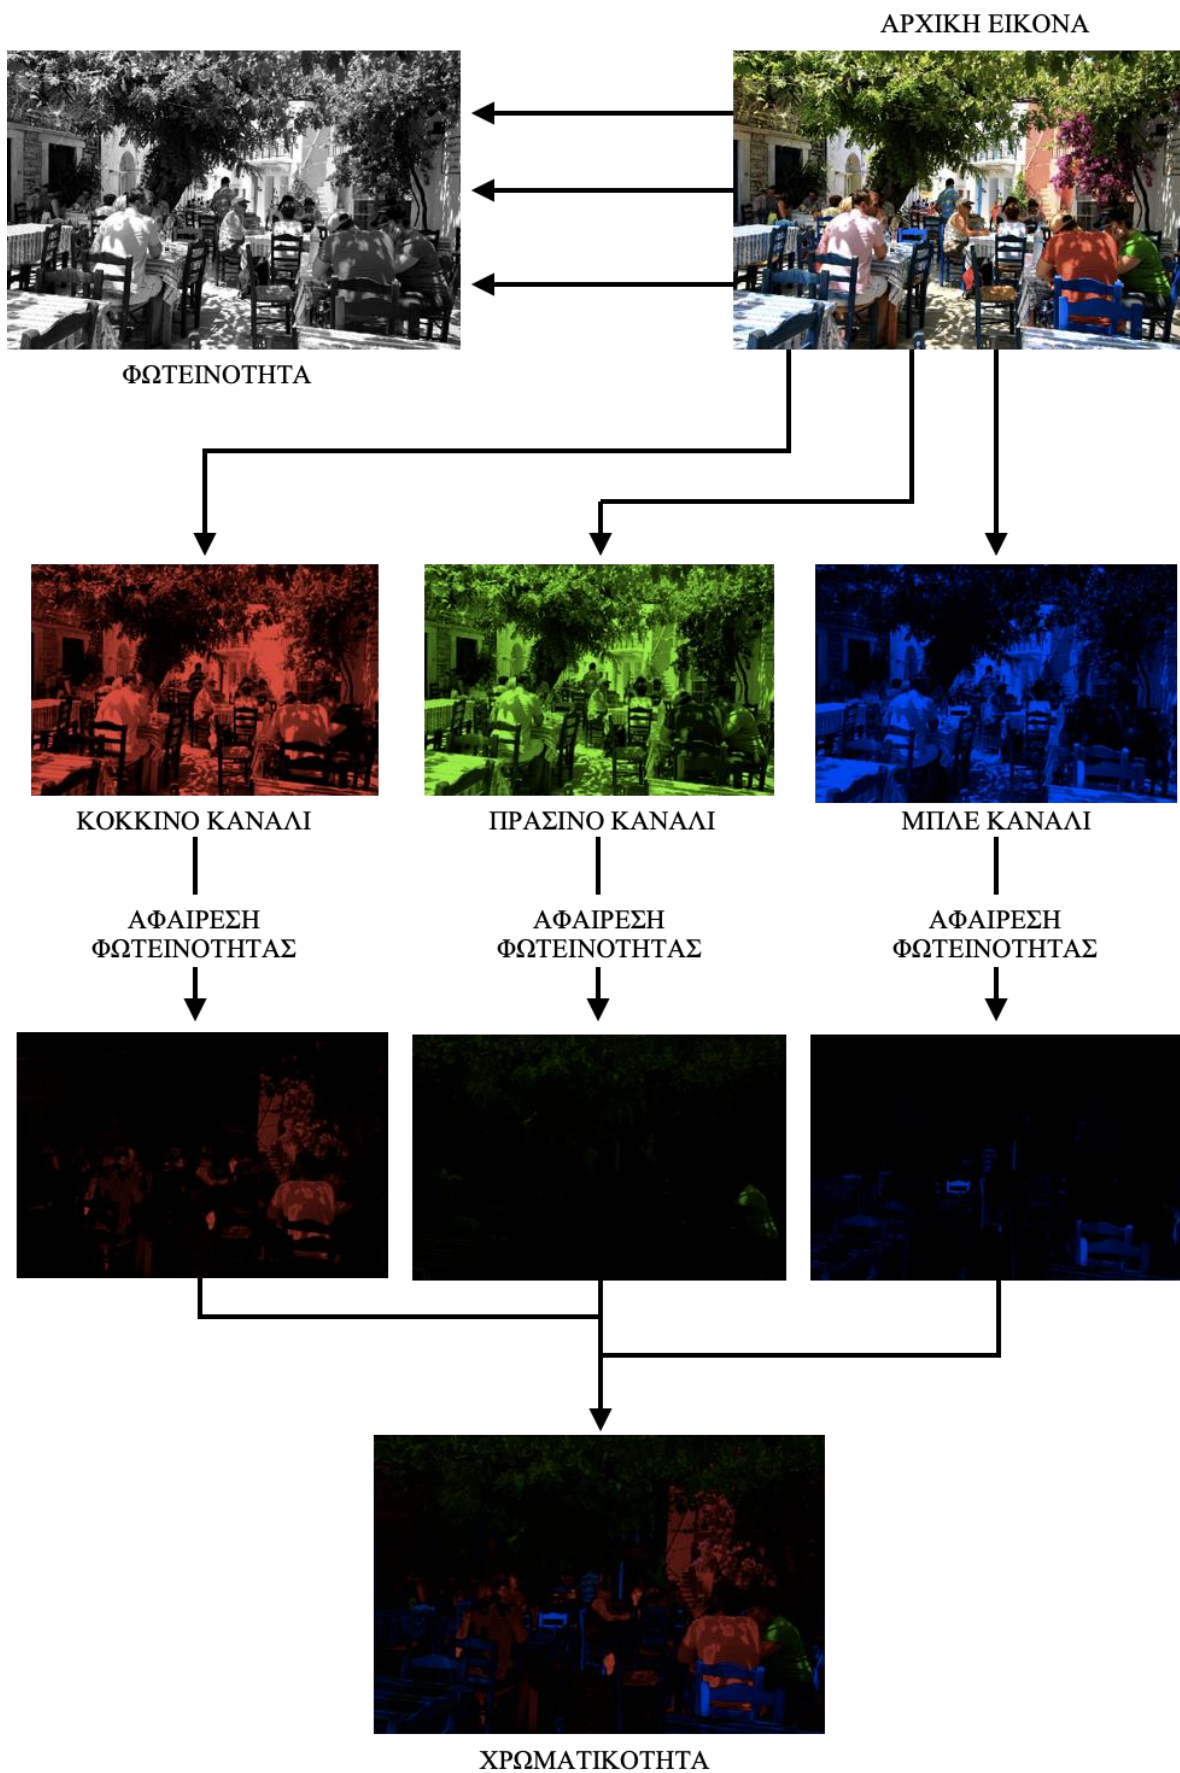 ΑΡΧΙΚΗ ΕΙΚΟΝΑ
ΦΩΤΕΙΝΟΤΗΤΑ
ΚΟΚΚΙΝΟ ΚΑΝΑΛΙ
ΠΡΑΣΙΝΟ ΚΑΝΑΛΙ
ΜΠΛΕ ΚΑΝΑΛΙ
ΑΦΑΙΡΕΣΗ
ΦΩΤΕΙΝΟΤΗΤΑΣ
ΑΦΑΙΡΕΣΗ
ΦΩΤΕΙΝΟΤΗΤΑΣ
ΑΦΑΙΡΕΣΗ
ΦΩΤΕΙΝΟΤΗΤΑΣ
ΧΡΩΜΑΤΙΚΟΤΗΤΑ